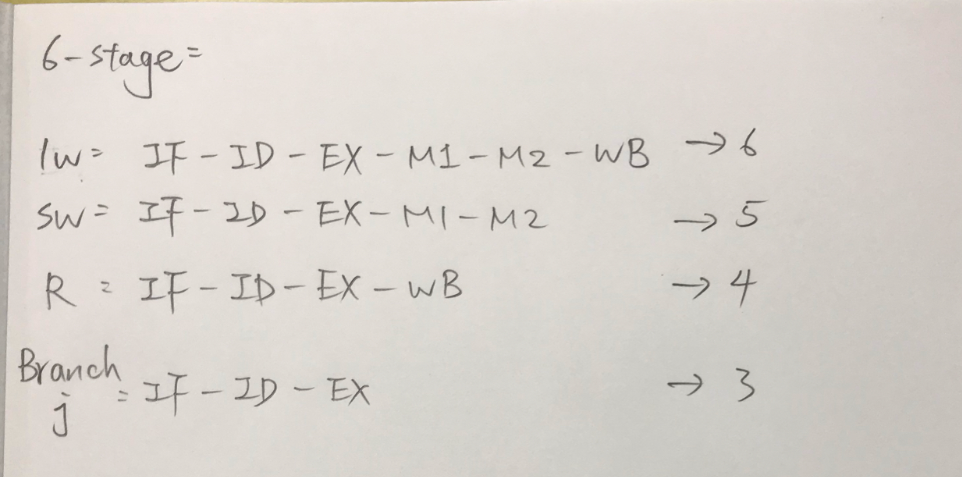 6-stage=
lw= IF-ID-EX-M1-M2-WB →6
sw= IF-ID-EX-M1-M2 →5
R = IF-ID-EX-WB →4
Branch
j = IF-ID-EX →3